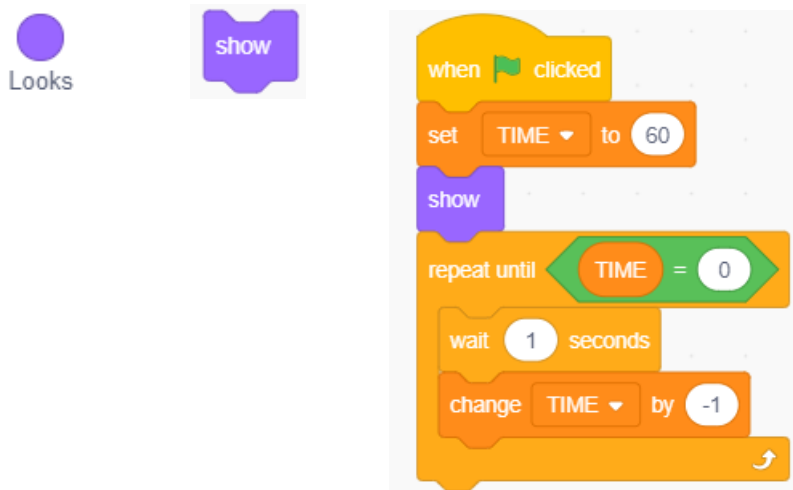 Looks
show
when clicked
set TIME to 60
show
repeat until TIME = 0
wait 1 seconds
change TIME by -1